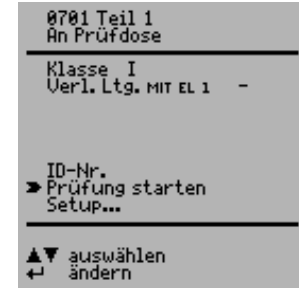 0701 Teil 1
An Prüfdose
Klasse I
Verl. Ltg. MIT EL 1 -
ID-Nr.
Prüfung starten
Setup...
▲▼ auswählen
↵ ändern